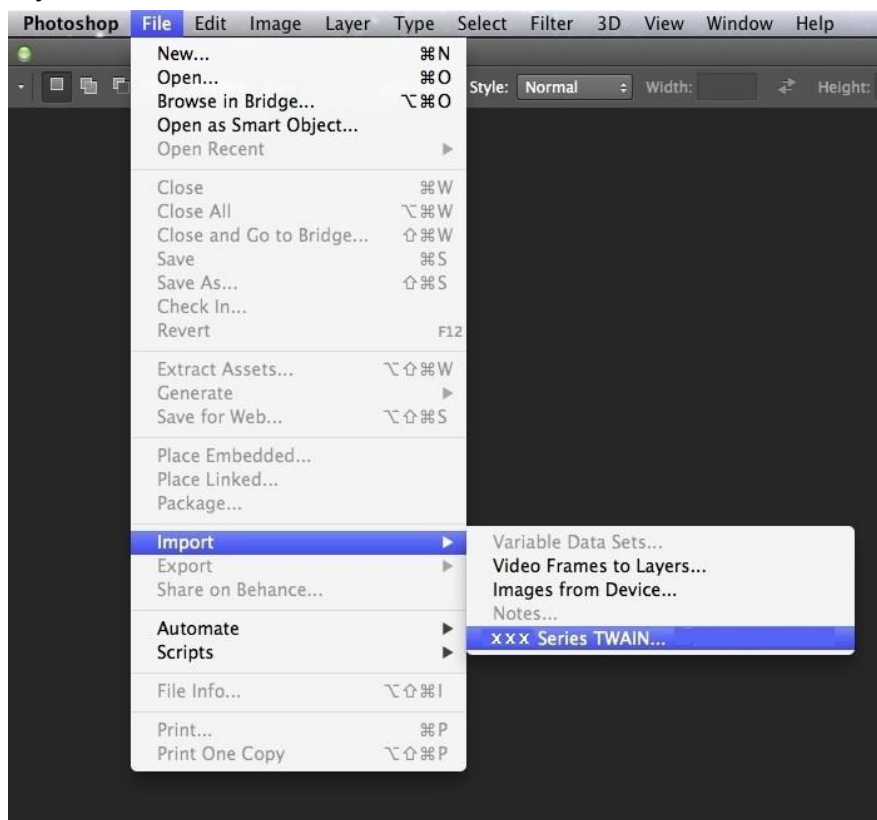 Photoshop File Edit Image Layer Type Select Filter 3D View Window Help
Style: Normal Width: Height:
New... ⌘N
Open... ⌘O
Browse in Bridge... ⌥⌘O
Open as Smart Object...
Open Recent
Close ⌘W
Close All ⌥⌘W
Close and Go to Bridge... ⇧⌘W
Save ⌘S
Save As... ⇧⌘S
Check In...
Revert F12
Extract Assets... ⌥⇧⌘W
Generate
Save for Web... ⌥⇧⌘S
Place Embedded...
Place Linked...
Package...
Import
Export
Share on Behance...
Automate
Scripts
File Info... ⌥⇧⌘I
Print... ⌘P
Print One Copy ⌥⇧⌘P
Variable Data Sets...
Video Frames to Layers...
Images from Device...
Notes...
xxx Series TWAIN...